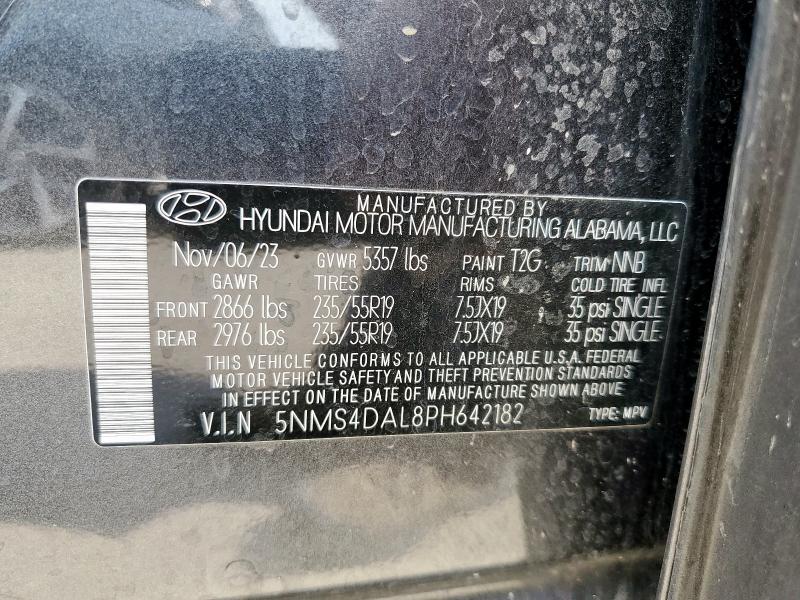 MANUFACTURED BY
HYUNDAI MOTOR MANUFACTURING ALABAMA, LLC
Nov/06/23 GVWR 5357 lbs PAINT T2G TRIM NNB
GAWR TIRES RIMS COLD TIRE INFL
FRONT 2866 lbs 235/55R19 7.5JX19 35 psi SINGLE
REAR 2976 lbs 235/55R19 7.5JX19 35 psi SINGLE
THIS VEHICLE CONFORMS TO ALL APPLICABLE U.S.A. FEDERAL
MOTOR VEHICLE SAFETY AND THEFT PREVENTION STANDARDS
IN EFFECT ON THE DATE OF MANUFACTURE SHOWN ABOVE
V.I.N 5NMS4DAL8PH642182 TYPE: MPV